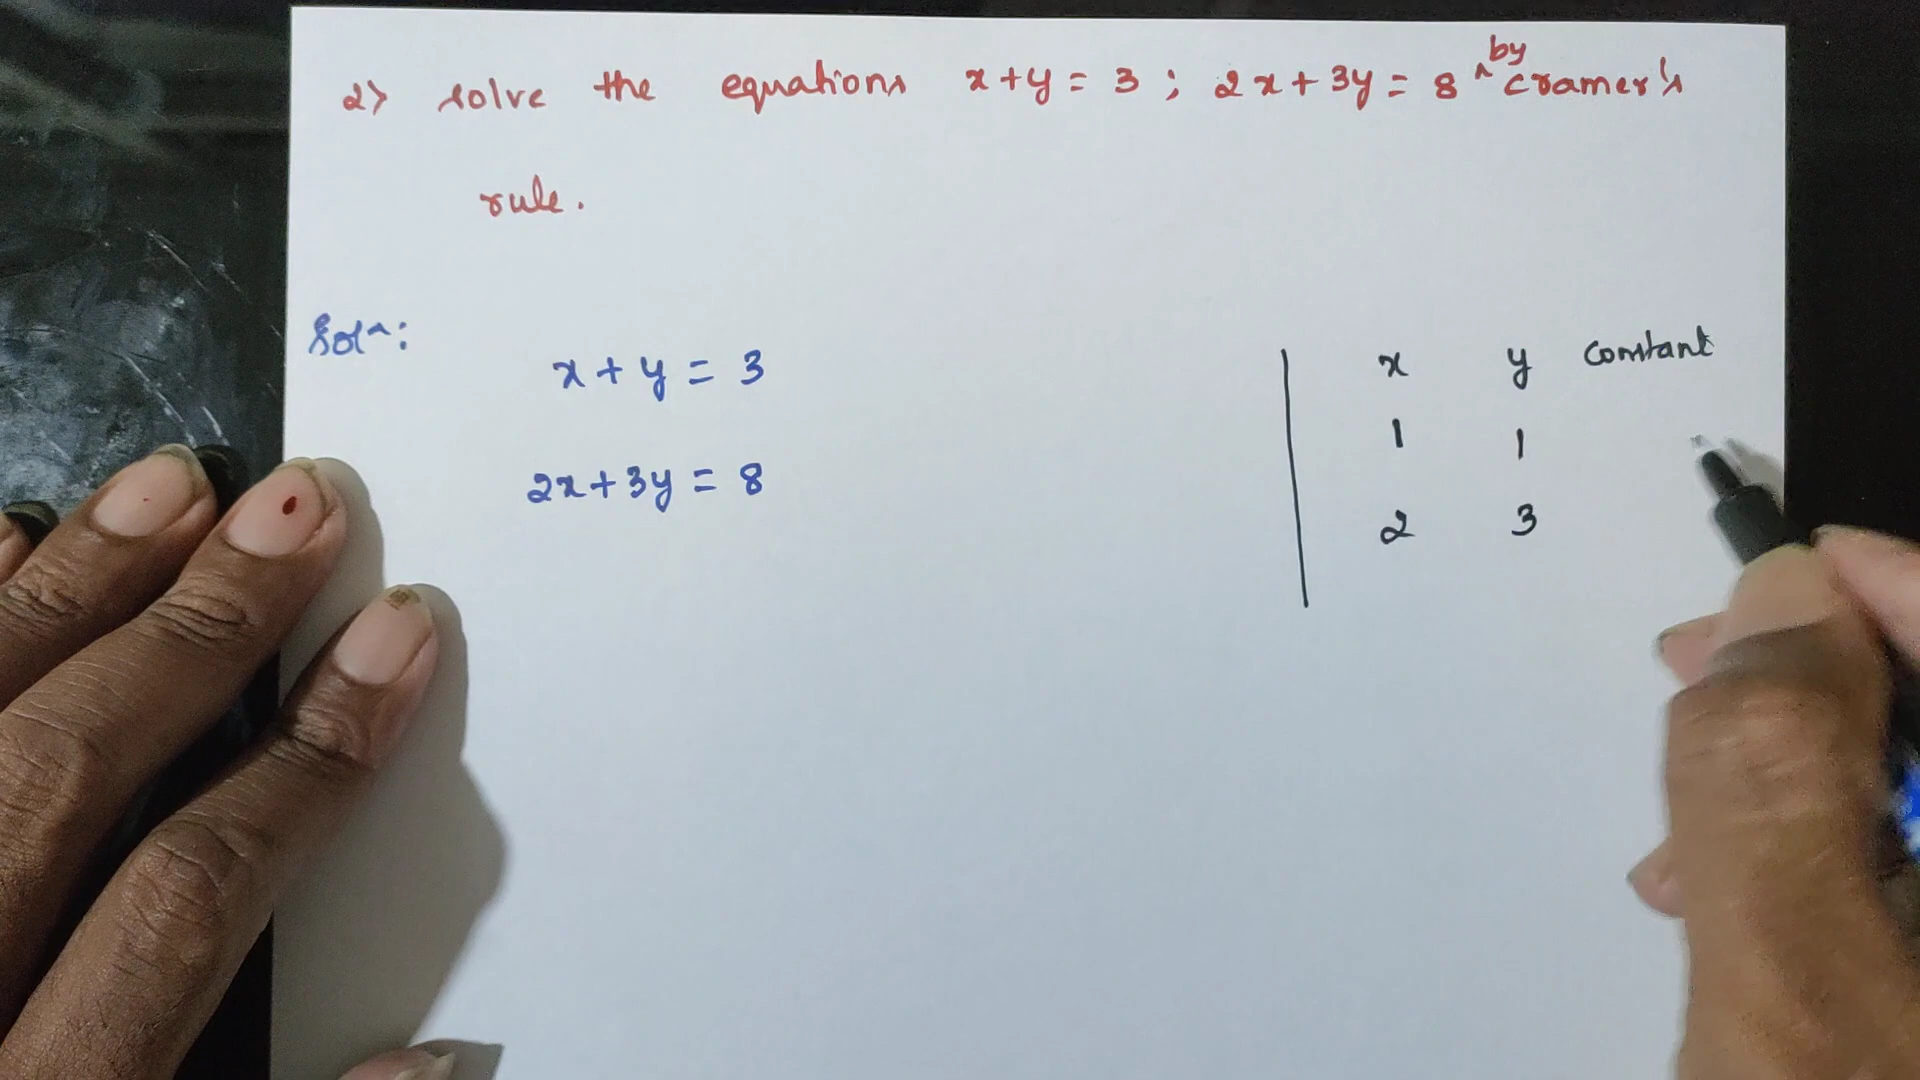 2> solve the equations x+y = 3 ; 2x+3y = 8 ^by cramer's
rule.
Soln:
x+y = 3
2x+3y = 8
x y constant
1 1
2 3